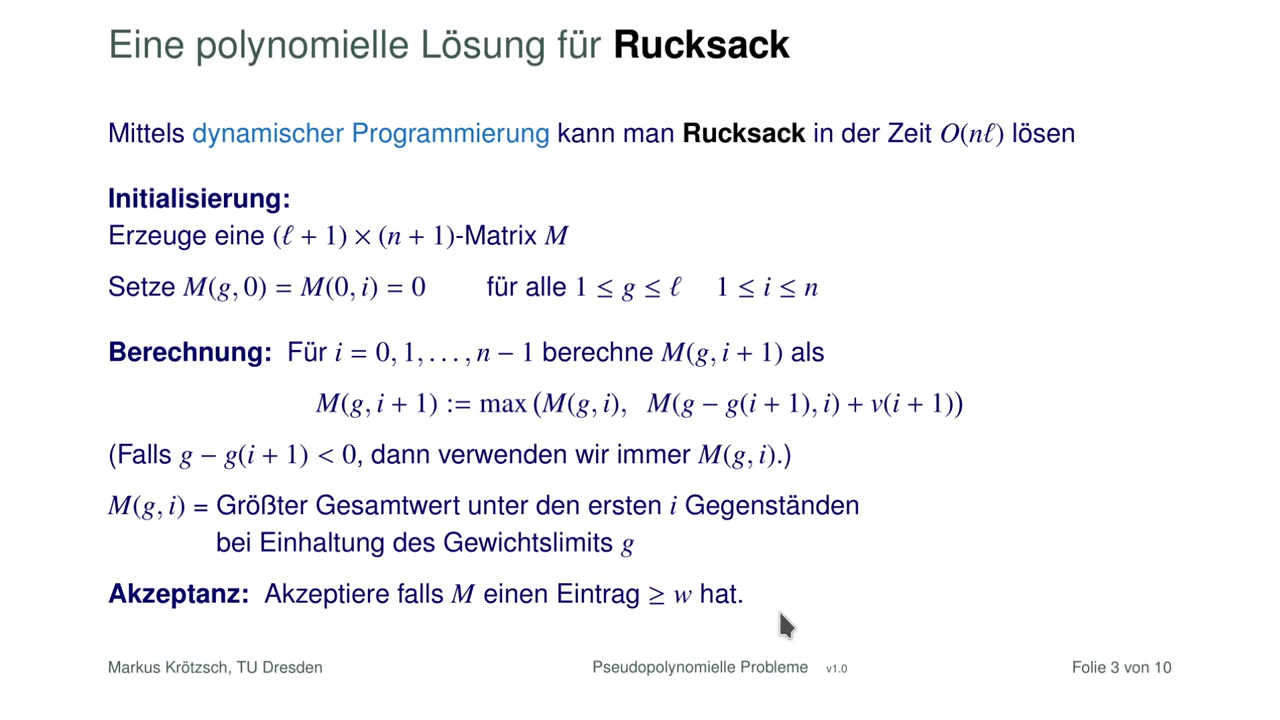 Eine polynomielle Lösung für Rucksack
Mittels dynamischer Programmierung kann man Rucksack in der Zeit O(nℓ) lösen
Initialisierung:
Erzeuge eine (ℓ + 1) × (n + 1)-Matrix M
Setze M(g, 0) = M(0, i) = 0 für alle 1 ≤ g ≤ ℓ 1 ≤ i ≤ n
Berechnung: Für i = 0, 1, . . . , n − 1 berechne M(g, i + 1) als
M(g, i + 1) := max (M(g, i), M(g − g(i + 1), i) + v(i + 1))
(Falls g − g(i + 1) < 0, dann verwenden wir immer M(g, i).)
M(g, i) = Größter Gesamtwert unter den ersten i Gegenständen
bei Einhaltung des Gewichtslimits g
Akzeptanz: Akzeptiere falls M einen Eintrag ≥ w hat.
Markus Krötzsch, TU Dresden Pseudopolynomielle Probleme v1.0 Folie 3 von 10